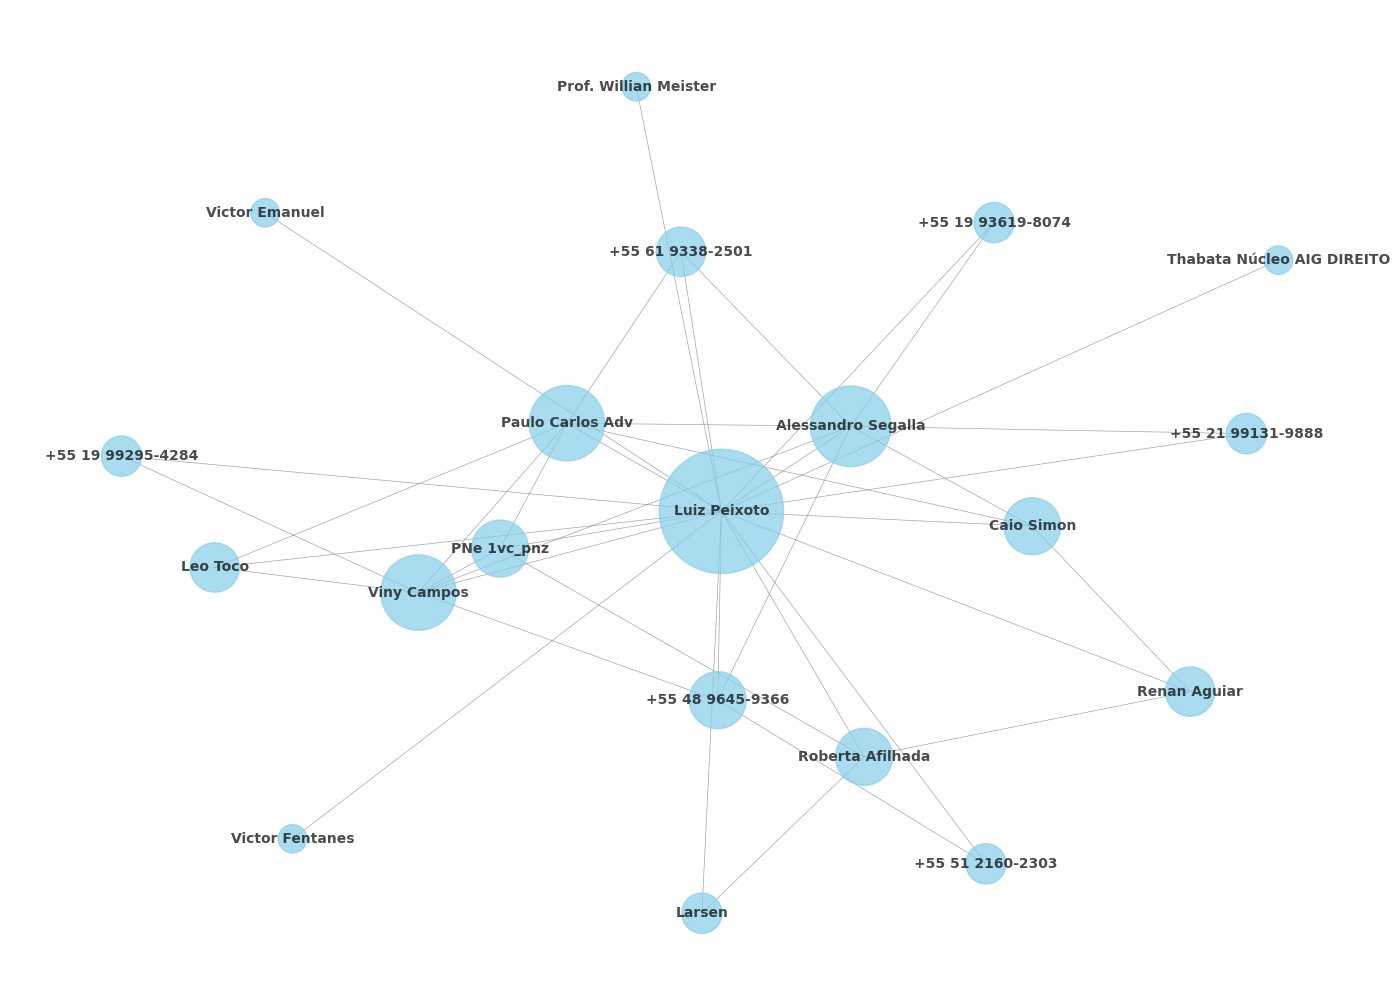 Prof. Willian Meister
Victor Emanuel
+55 19 93619-8074
+55 61 9338-2501
Thabata Núcleo AIG DIREITO
Paulo Carlos Adv
Alessandro Segalla
+55 21 99131-9888
+55 19 99295-4284
Luiz Peixoto
Caio Simon
PNe 1vc_pnz
Leo Toco
Viny Campos
Renan Aguiar
+55 48 9645-9366
Roberta Afilhada
Victor Fentanes
+55 51 2160-2303
Larsen